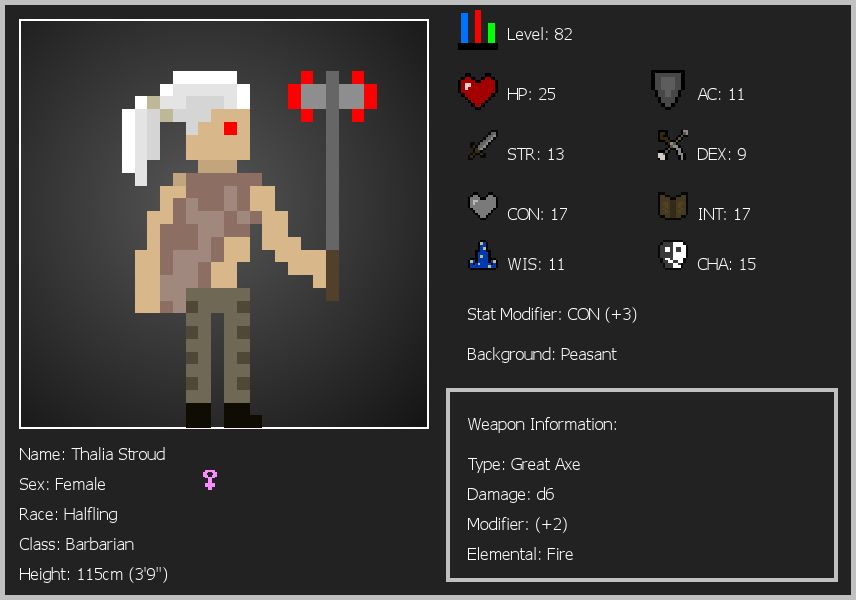 Level: 82
HP: 25
AC: 11
STR: 13
DEX: 9
CON: 17
INT: 17
WIS: 11
CHA: 15
Stat Modifier: CON (+3)
Background: Peasant
Weapon Information:
Type: Great Axe
Damage: d6
Modifier: (+2)
Elemental: Fire
Name: Thalia Stroud
Sex: Female
Race: Halfling
Class: Barbarian
Height: 115cm (3'9")